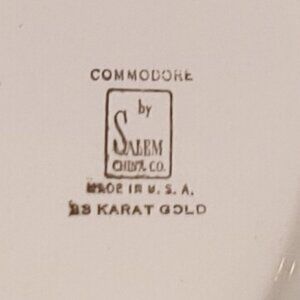 COMMODORE
by
SALEM
CHINA CO.
MADE IN U. S. A.
23 KARAT GOLD